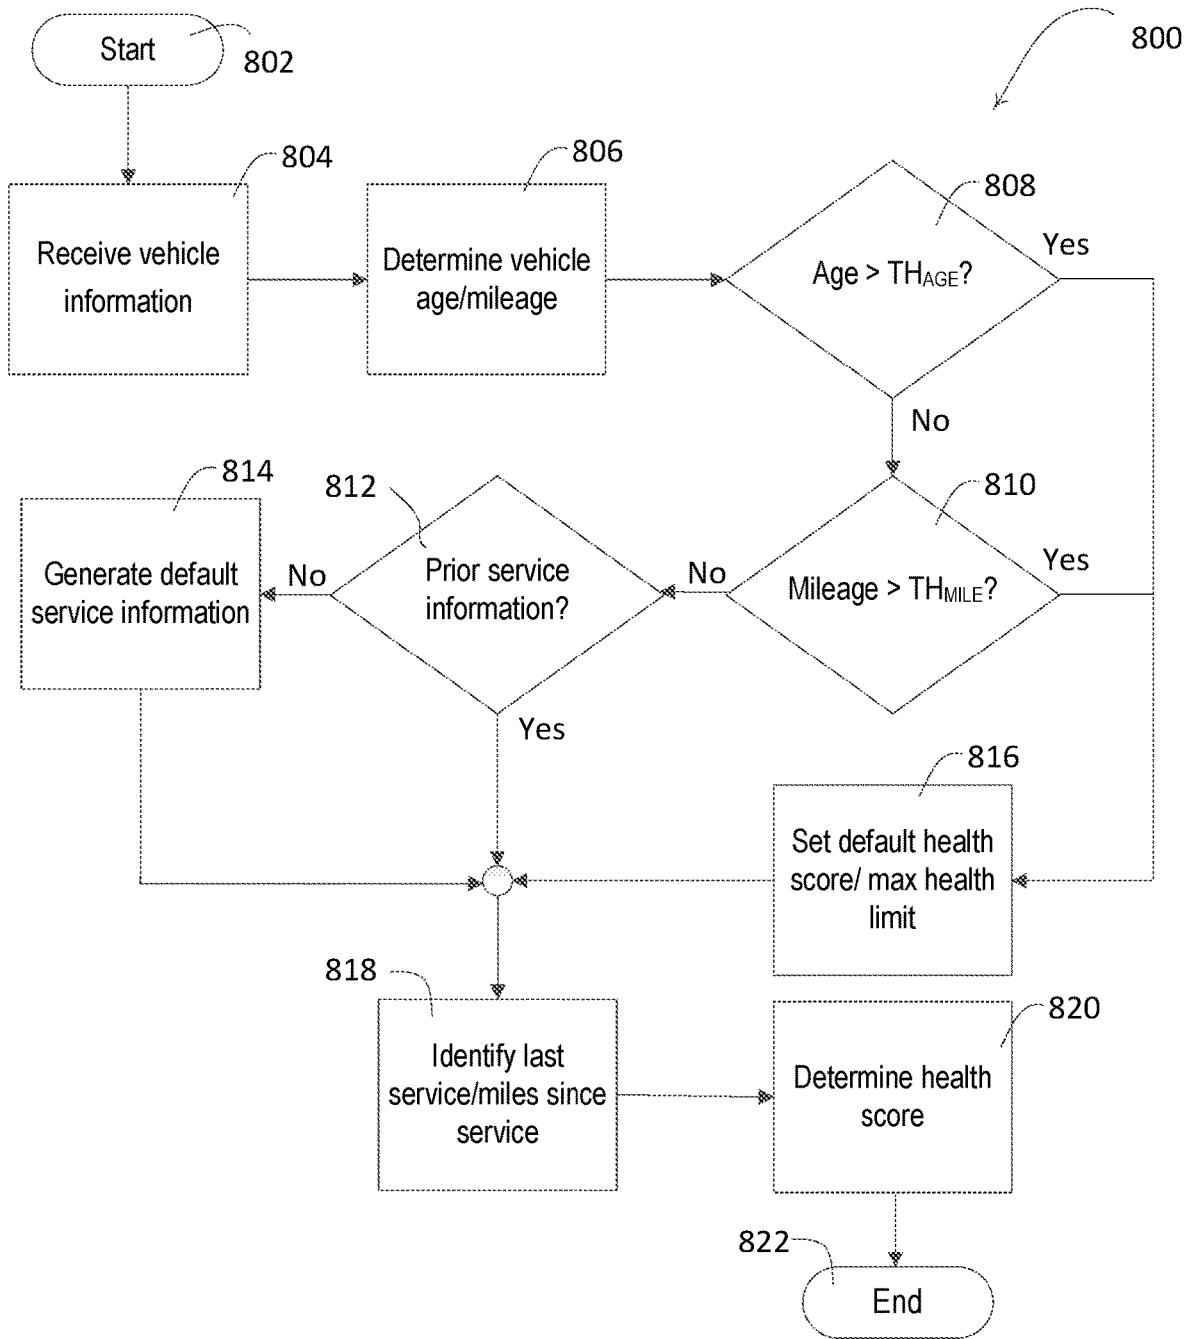 Start
802
800
804
Receive vehicle
information
806
Determine vehicle
age/mileage
808
Age > THAGE?
Yes
No
814
Generate default
service information
No
812
Prior service
information?
Yes
No
810
Mileage > THMILE?
Yes
816
Set default health
score/ max health
limit
818
Identify last
service/miles since
service
820
Determine health
score
822
End